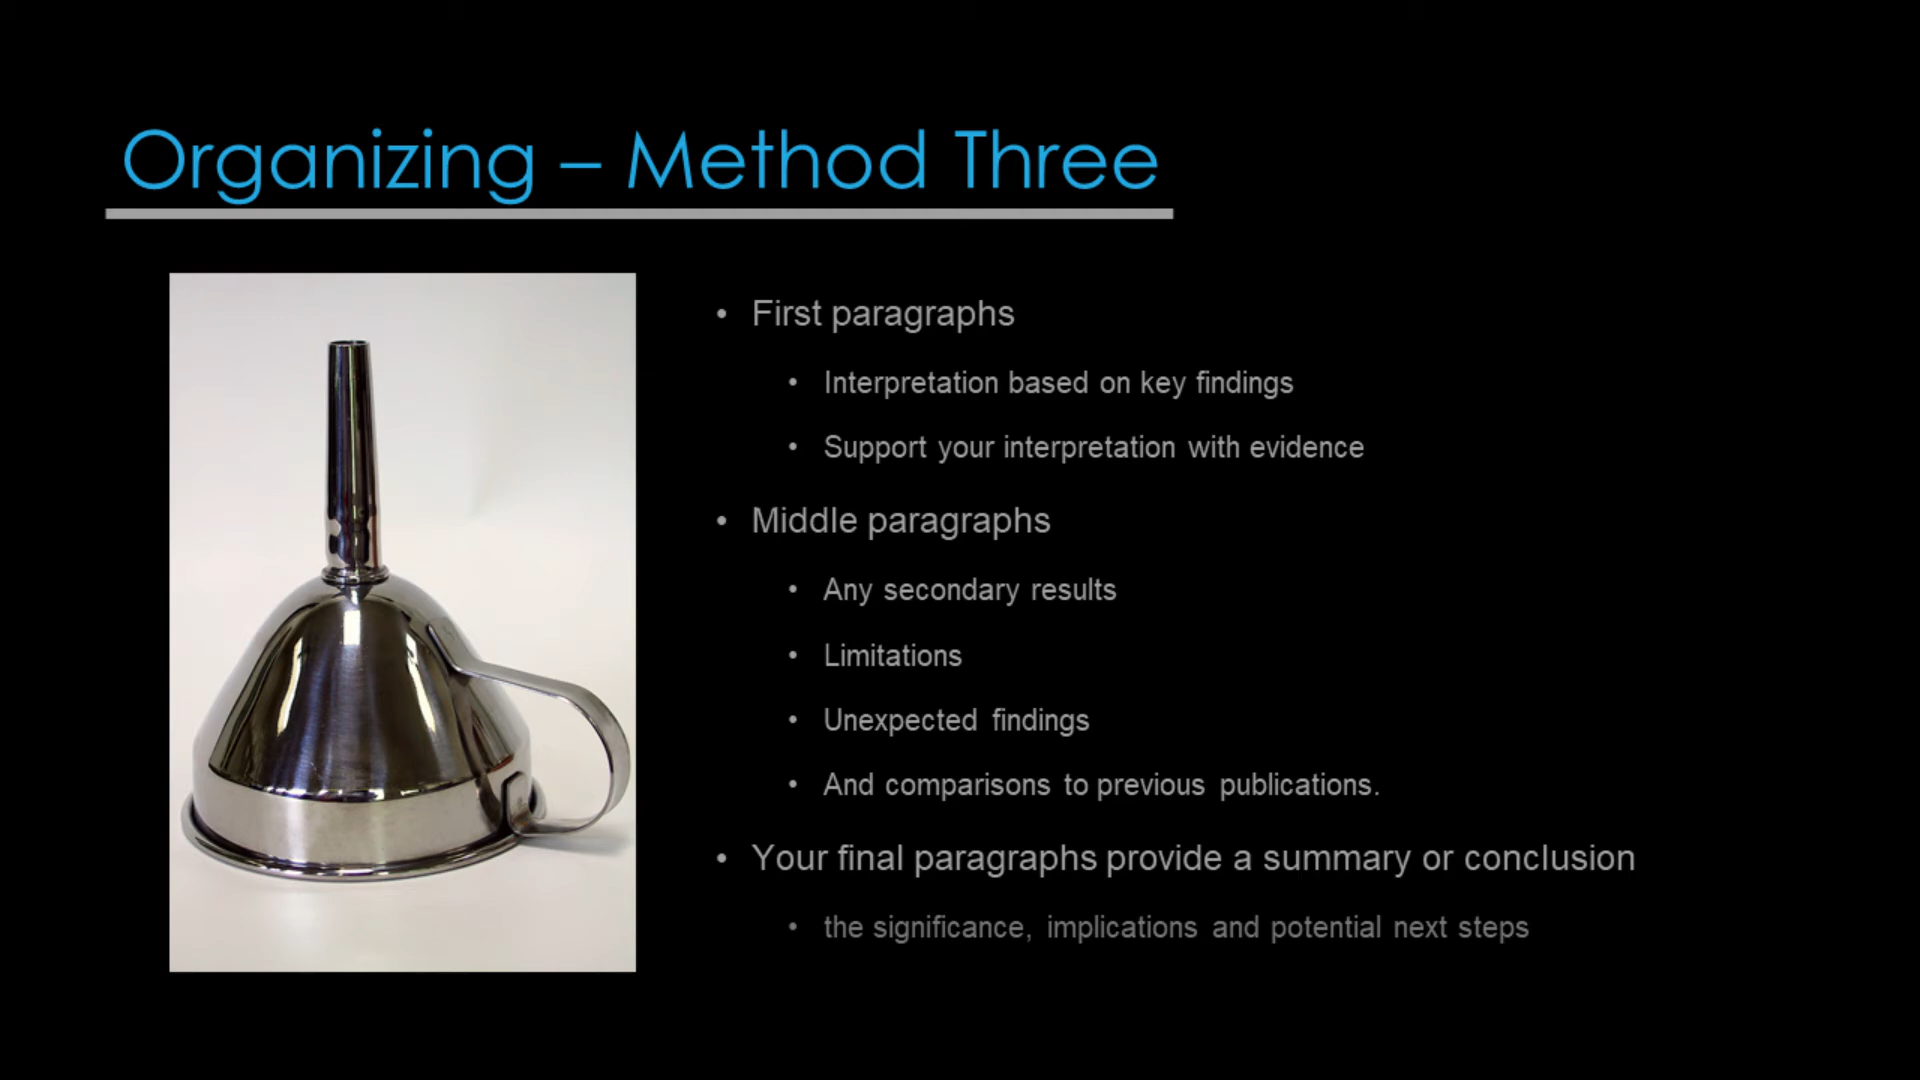 Organizing – Method Three
• First paragraphs
• Interpretation based on key findings
• Support your interpretation with evidence
• Middle paragraphs
• Any secondary results
• Limitations
• Unexpected findings
• And comparisons to previous publications.
• Your final paragraphs provide a summary or conclusion
• the significance, implications and potential next steps